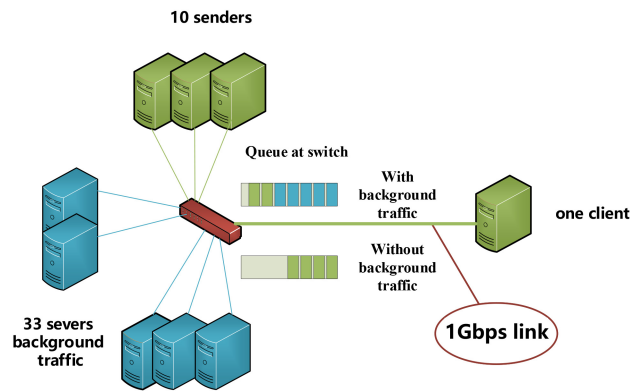 10 senders
Queue at switch
With
background
traffic
one client
Without
background
traffic
33 severs
background
traffic
1Gbps link